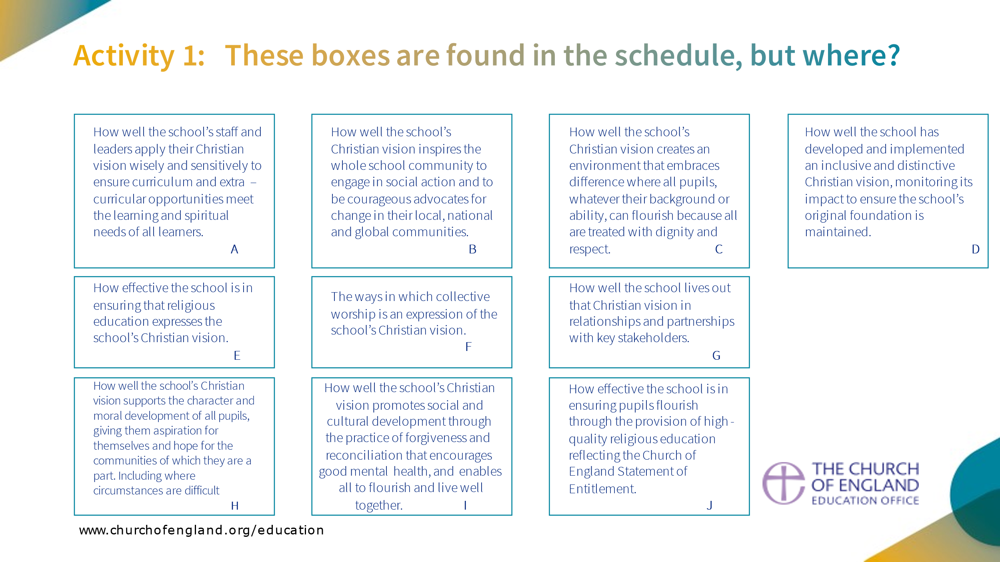 Activity 1: These boxes are found in the schedule, but where?
How well the school’s staff and
leaders apply their Christian
vision wisely and sensitively to
ensure curriculum and extra –
curricular opportunities meet
the learning and spiritual
needs of all learners.
A
How well the school’s
Christian vision inspires the
whole school community to
engage in social action and to
be courageous advocates for
change in their local, national
and global communities.
B
How well the school’s
Christian vision creates an
environment that embraces
difference where all pupils,
whatever their background or
ability, can flourish because all
are treated with dignity and
respect. C
How well the school has
developed and implemented
an inclusive and distinctive
Christian vision, monitoring its
impact to ensure the school’s
original foundation is
maintained.
D
How effective the school is in
ensuring that religious
education expresses the
school’s Christian vision.
E
The ways in which collective
worship is an expression of the
school’s Christian vision.
F
How well the school lives out
that Christian vision in
relationships and partnerships
with key stakeholders.
G
How well the school’s Christian
vision supports the character and
moral development of all pupils,
giving them aspiration for
themselves and hope for the
communities of which they are a
part. Including where
circumstances are difficult
H
How well the school’s Christian
vision promotes social and
cultural development through
the practice of forgiveness and
reconciliation that encourages
good mental health, and enables
all to flourish and live well
together. I
How effective the school is in
ensuring pupils flourish
through the provision of high-
quality religious education
reflecting the Church of
England Statement of
Entitlement.
J
THE CHURCH
OF ENGLAND
EDUCATION OFFICE
www.churchofengland.org/education